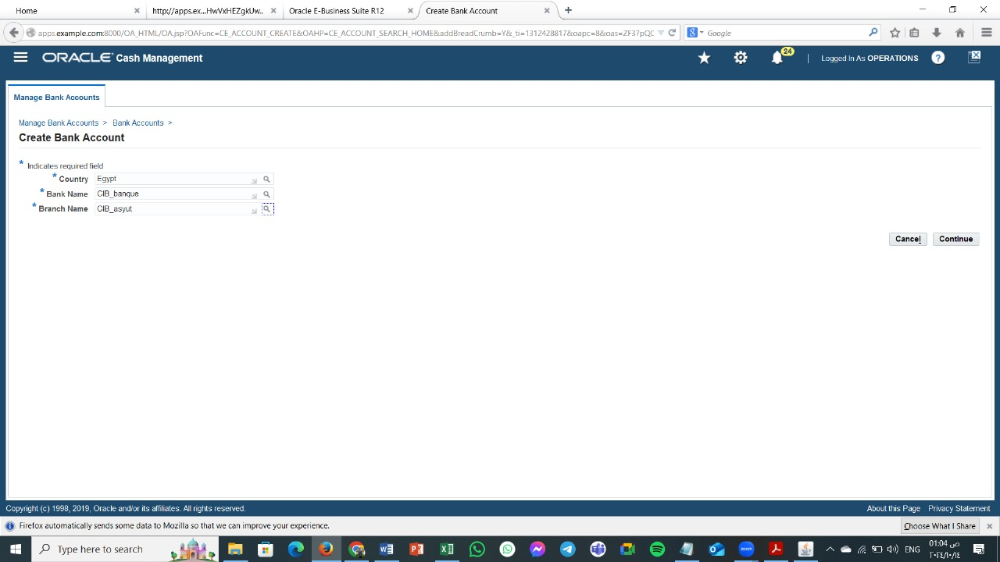 Home
http://apps.ex...HwVxHEZgkUw..
Oracle E-Business Suite R12
Create Bank Account
apps.example.com:8000/OA_HTML/OA.jsp?OAFunc=CE_ACCOUNT_CREATE&OAHP=CE_ACCOUNT_SEARCH_HOME&addBreadCrumb=Y&_ti=1312428817&oapc=8&oas=ZF37pQC
Google
ORACLE Cash Management
24
Logged In As OPERATIONS
Manage Bank Accounts
Manage Bank Accounts > Bank Accounts >
Create Bank Account
* Indicates required field
* Country Egypt
* Bank Name CIB_banque
* Branch Name CIB_asyut
Cancel Continue
Copyright (c) 1998, 2019, Oracle and/or its affiliates. All rights reserved.
About this Page Privacy Statement
Firefox automatically sends some data to Mozilla so that we can improve your experience.
Choose What I Share
Type here to search
zoom
ENG
01:04 ص
٢٠٢٤/١٠/١٤